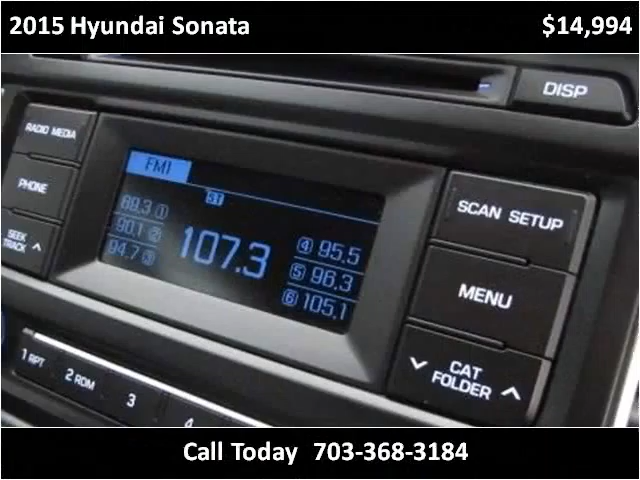 2015 Hyundai Sonata $14,994
DISP
RADIO MEDIA
PHONE
SEEK
TRACK
FM1
ST
89.3 1
90.1 2
94.7 3
107.3
4 95.5
5 96.3
6 105.1
SCAN SETUP
MENU
CAT
FOLDER
1 RPT
2 RDM
3
4
Call Today 703-368-3184